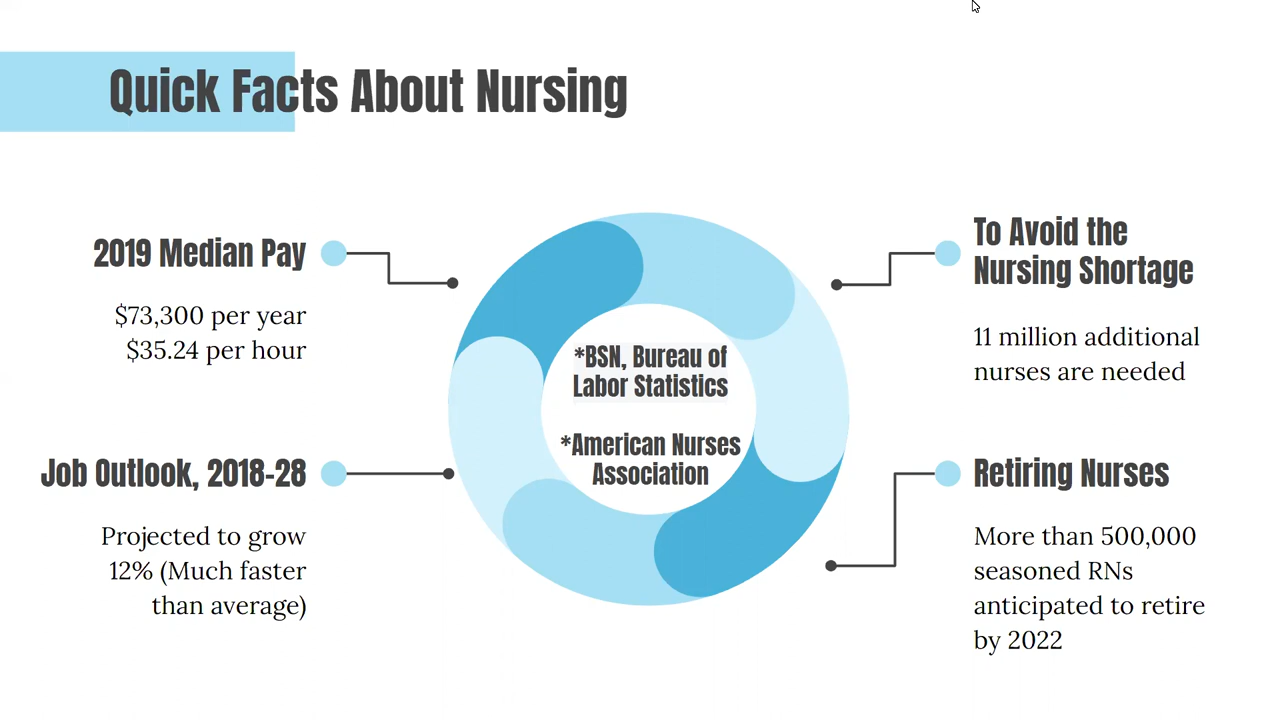 Quick Facts About Nursing
2019 Median Pay
$73,300 per year
$35.24 per hour
Job Outlook, 2018-28
Projected to grow
12% (Much faster
than average)
*BSN, Bureau of
Labor Statistics
*American Nurses
Association
To Avoid the
Nursing Shortage
11 million additional
nurses are needed
Retiring Nurses
More than 500,000
seasoned RNs
anticipated to retire
by 2022